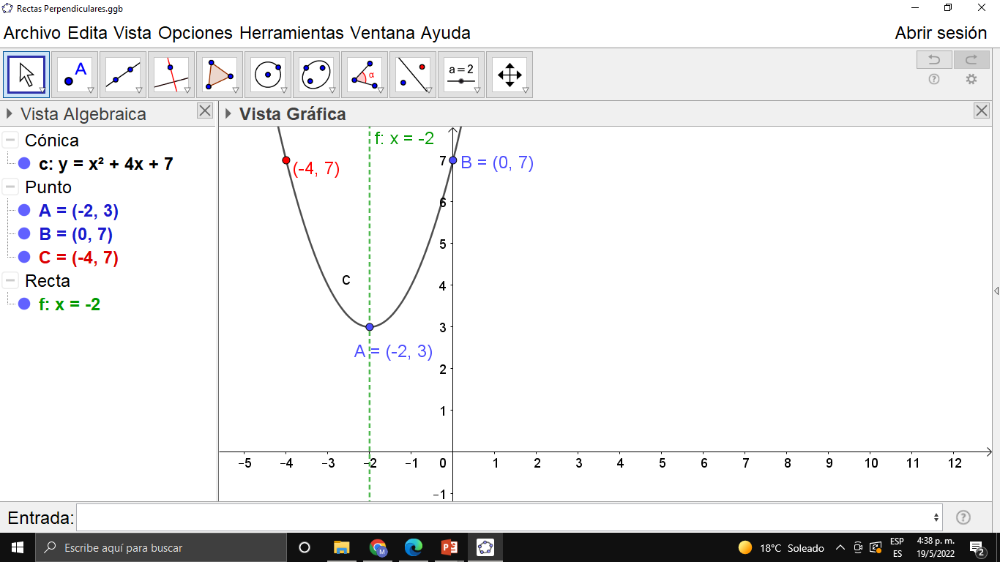 Rectas Perpendiculares.ggb
Archivo Edita Vista Opciones Herramientas Ventana Ayuda
Abrir sesión
A
α
a = 2
Vista Algebraica
Vista Gráfica
Cónica
c: y = x² + 4x + 7
Punto
A = (-2, 3)
B = (0, 7)
C = (-4, 7)
Recta
f: x = -2
f: x = -2
(-4, 7)
B = (0, 7)
c
A = (-2, 3)
7
6
5
4
3
2
1
−1
−5 −4 −3 −2 −1 0 1 2 3 4 5 6 7 8 9 10 11 12
Entrada:
Escribe aquí para buscar
18°C Soleado
ESP
ES
4:38 p. m.
19/5/2022
2